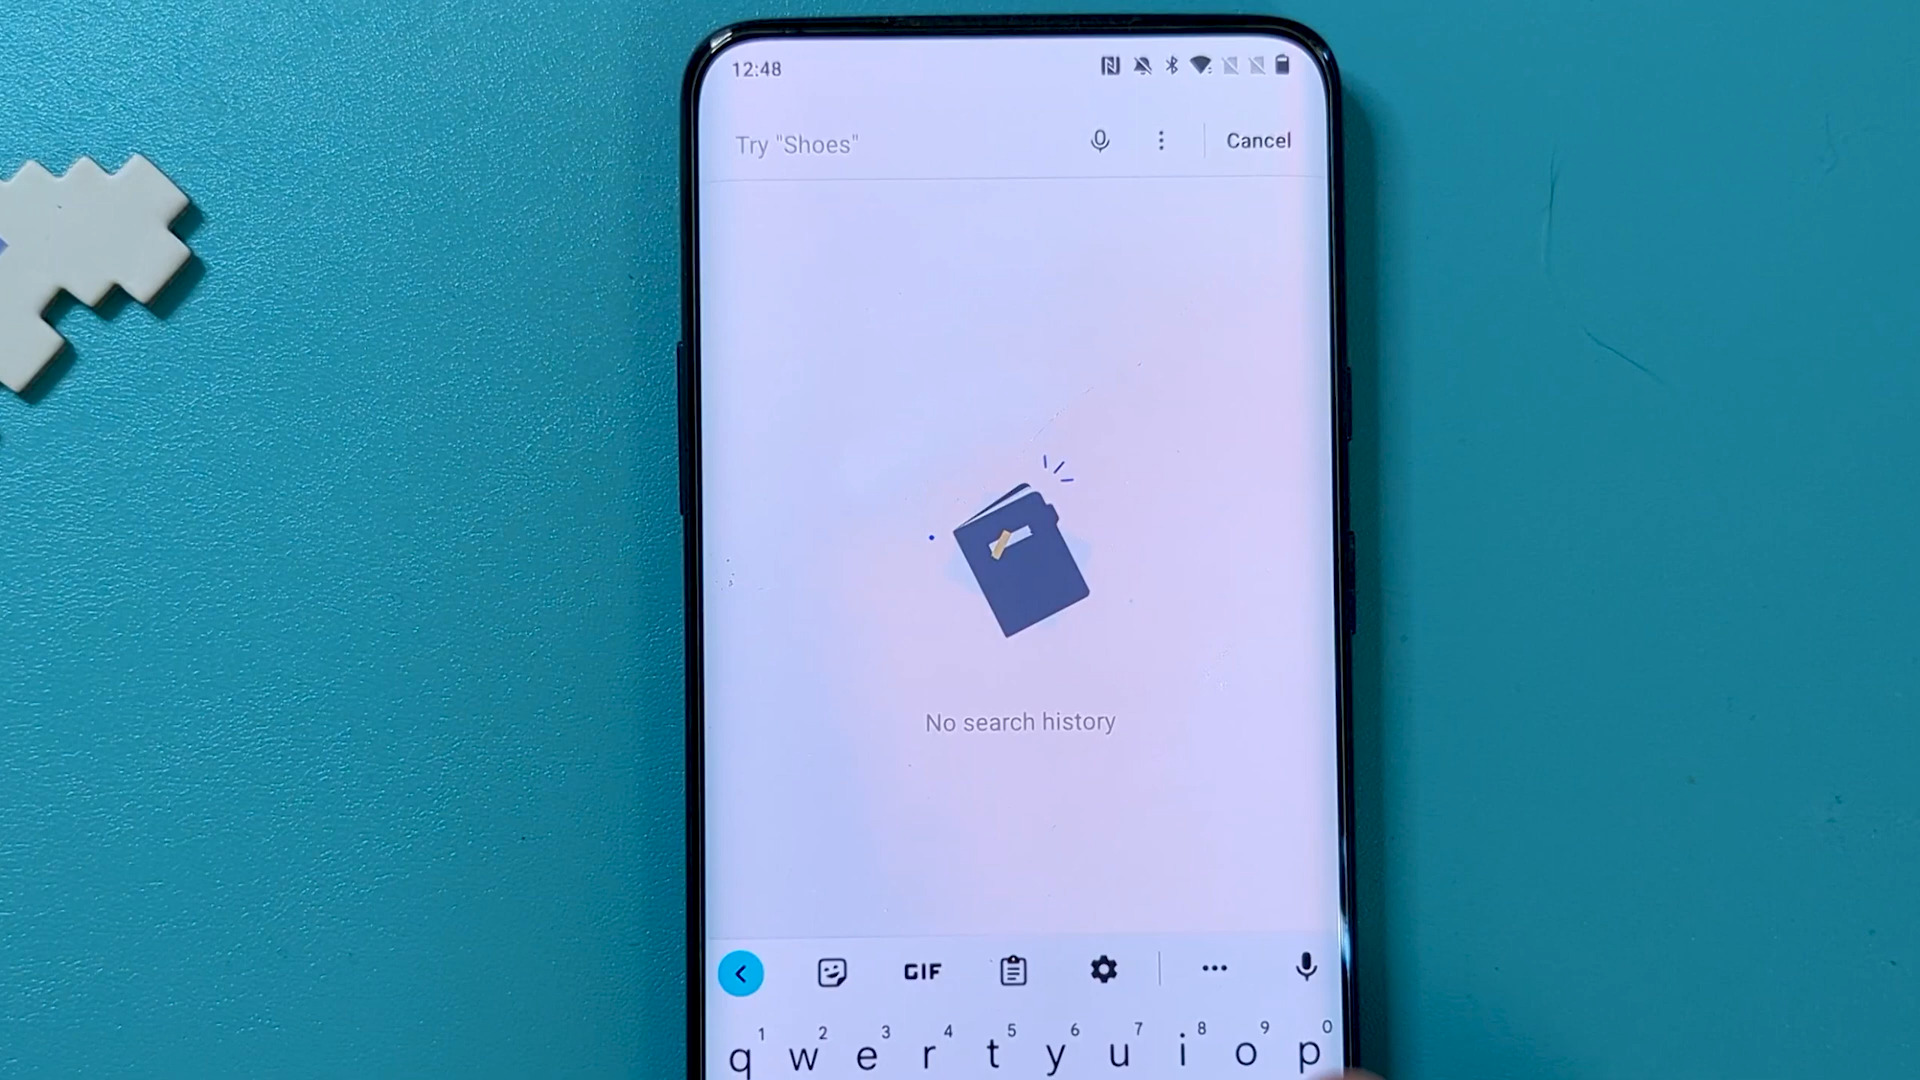 12:48
Try "Shoes"
Cancel
No search history
GIF
1 2 3 4 5 6 7 8 9 0
q w e r t y u i o p